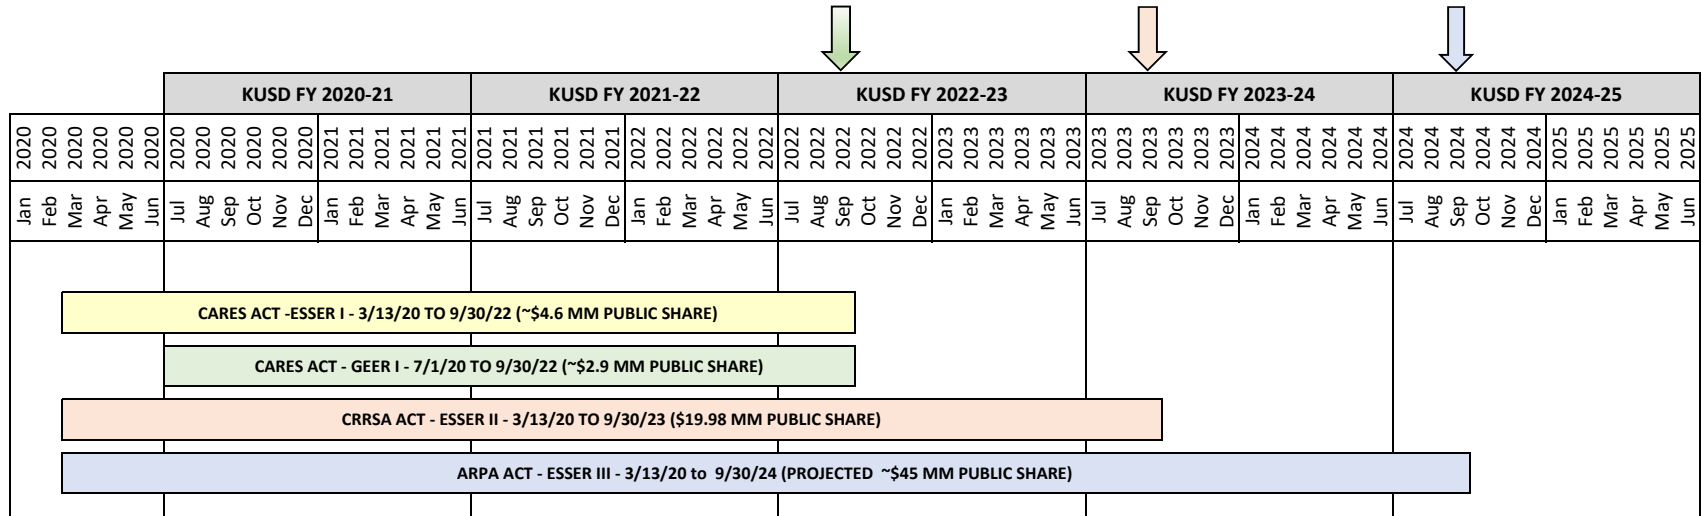 KUSD FY 2020-21 KUSD FY 2021-22 KUSD FY 2022-23 KUSD FY 2023-24 KUSD FY 2024-25
2020 2020 2020 2020 2020 2020 2020 2020 2020 2020 2020 2020 2021 2021 2021 2021 2021 2021 2021 2021 2021 2021 2021 2021 2022 2022 2022 2022 2022 2022 2022 2022 2022 2022 2022 2022 2023 2023 2023 2023 2023 2023 2023 2023 2023 2023 2023 2023 2024 2024 2024 2024 2024 2024 2024 2024 2024 2024 2024 2024 2025 2025 2025 2025 2025 2025
Jan Feb Mar Apr May Jun Jul Aug Sep Oct Nov Dec Jan Feb Mar Apr May Jun Jul Aug Sep Oct Nov Dec Jan Feb Mar Apr May Jun Jul Aug Sep Oct Nov Dec Jan Feb Mar Apr May Jun Jul Aug Sep Oct Nov Dec Jan Feb Mar Apr May Jun Jul Aug Sep Oct Nov Dec Jan Feb Mar Apr May Jun
CARES ACT -ESSER I - 3/13/20 TO 9/30/22 (~$4.6 MM PUBLIC SHARE)
CARES ACT - GEER I - 7/1/20 TO 9/30/22 (~$2.9 MM PUBLIC SHARE)
CRRSA ACT - ESSER II - 3/13/20 TO 9/30/23 ($19.98 MM PUBLIC SHARE)
ARPA ACT - ESSER III - 3/13/20 to 9/30/24 (PROJECTED ~$45 MM PUBLIC SHARE)